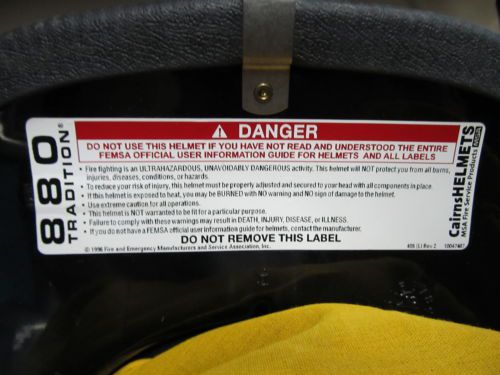 880
TRADITION®
DANGER
DO NOT USE THIS HELMET IF YOU HAVE NOT READ AND UNDERSTOOD THE ENTIRE
FEMSA OFFICIAL USER INFORMATION GUIDE FOR HELMETS AND ALL LABELS
• Fire fighting is an ULTRAHAZARDOUS, UNAVOIDABLY DANGEROUS activity. This helmet will NOT protect you from all burns,
injuries, diseases, conditions, or hazards.
• To reduce your risk of injury, this helmet must be properly adjusted and secured to your head with all components in place.
• If this helmet is exposed to heat, you may be BURNED with NO warning and NO sign of damage to the helmet.
• Use extreme caution for all operations.
• This helmet is NOT warranted to be fit for a particular purpose.
• Failure to comply with these warnings may result in DEATH, INJURY, DISEASE, or ILLNESS.
• If you do not have a FEMSA official user information guide for helmets, contact the manufacturer.
DO NOT REMOVE THIS LABEL
© 1996 Fire and Emergency Manufacturers and Service Association, Inc.
Rev 2 10047487
CairnsHELMETS
MSA Fire Service Products